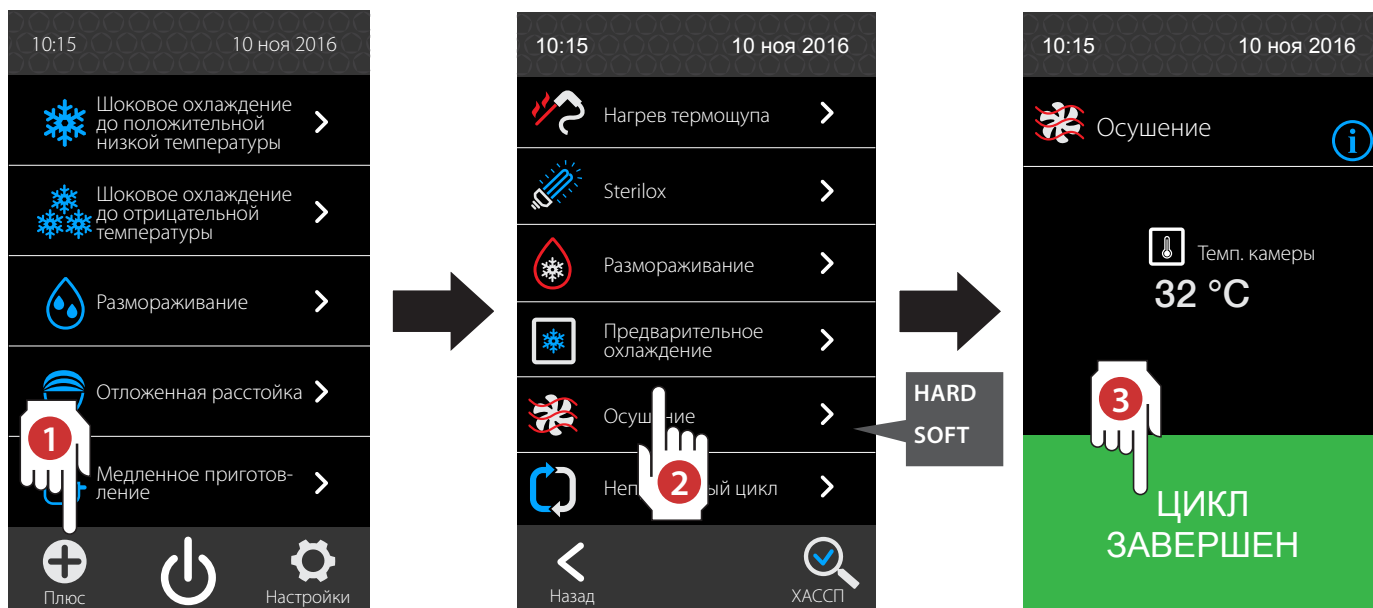 10:15 10 ноя 2016
Шоковое охлаждение
до положительной
низкой температуры
Шоковое охлаждение
до отрицательной
температуры
Размораживание
Отложенная расстойка
1
Медленное приготов-
ление
Плюс
Настройки
10:15 10 ноя 2016
Нагрев термощупа
Sterilox
Размораживание
Предварительное
охлаждение
Осушение
2
цикл
Назад
ХАССП
HARD
SOFT
10:15 10 ноя 2016
Осушение
i
Темп. камеры
32 °C
3
ЦИКЛ
ЗАВЕРШЕН